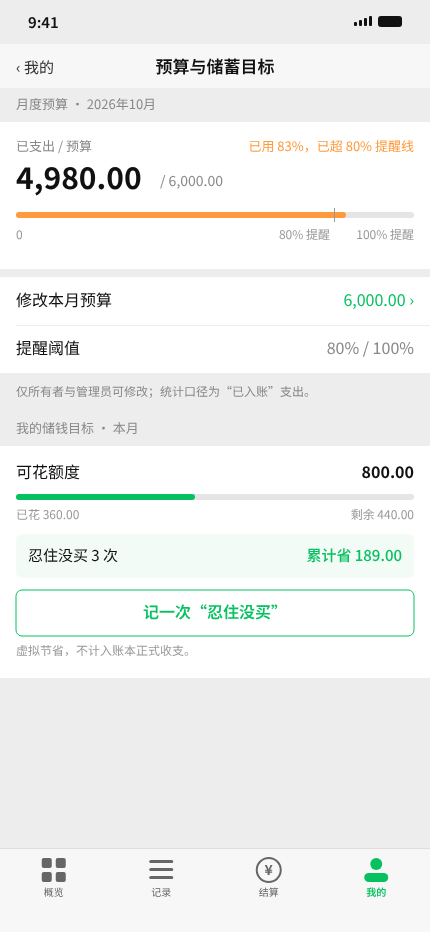 9:41
‹ 我的
预算与储蓄目标
月度预算 · 2026年10月
已支出 / 预算
已用 83%，已超 80% 提醒线
4,980.00 / 6,000.00
0
80% 提醒
100% 提醒
修改本月预算
6,000.00 ›
提醒阈值
80% / 100%
仅所有者与管理员可修改；统计口径为“已入账”支出。
我的储钱目标 · 本月
可花额度
800.00
已花 360.00
剩余 440.00
忍住没买 3 次
累计省 189.00
记一次“忍住没买”
虚拟节省，不计入账本正式收支。
概览
记录
¥
结算
我的